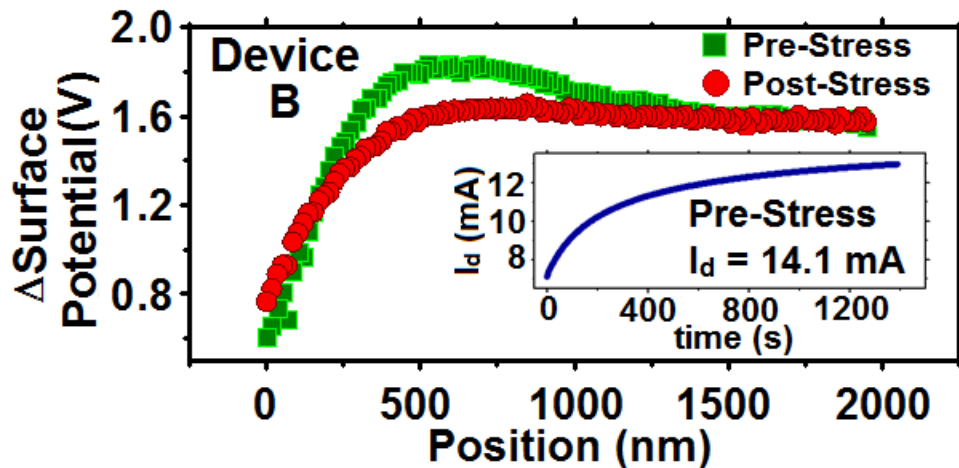 2.0
1.6
1.2
0.8
ΔSurface
Potential(V)
Device
B
Pre-Stress
Post-Stress
12
10
8
I_d (mA)
Pre-Stress
I_d = 14.1 mA
0 400 800 1200
time (s)
0 500 1000 1500 2000
Position (nm)